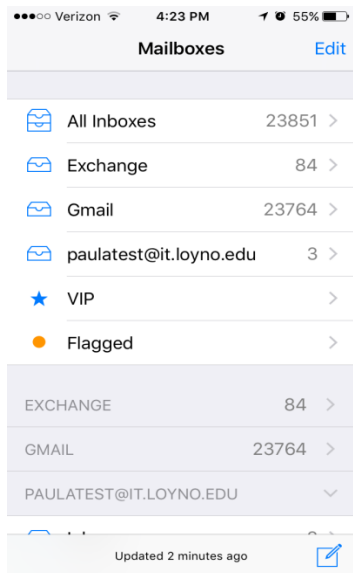 Verizon 4:23 PM 55%
Mailboxes Edit
All Inboxes 23851
Exchange 84
Gmail 23764
paulatest@it.loyno.edu 3
VIP
Flagged
EXCHANGE 84
GMAIL 23764
PAULATEST@IT.LOYNO.EDU
Updated 2 minutes ago